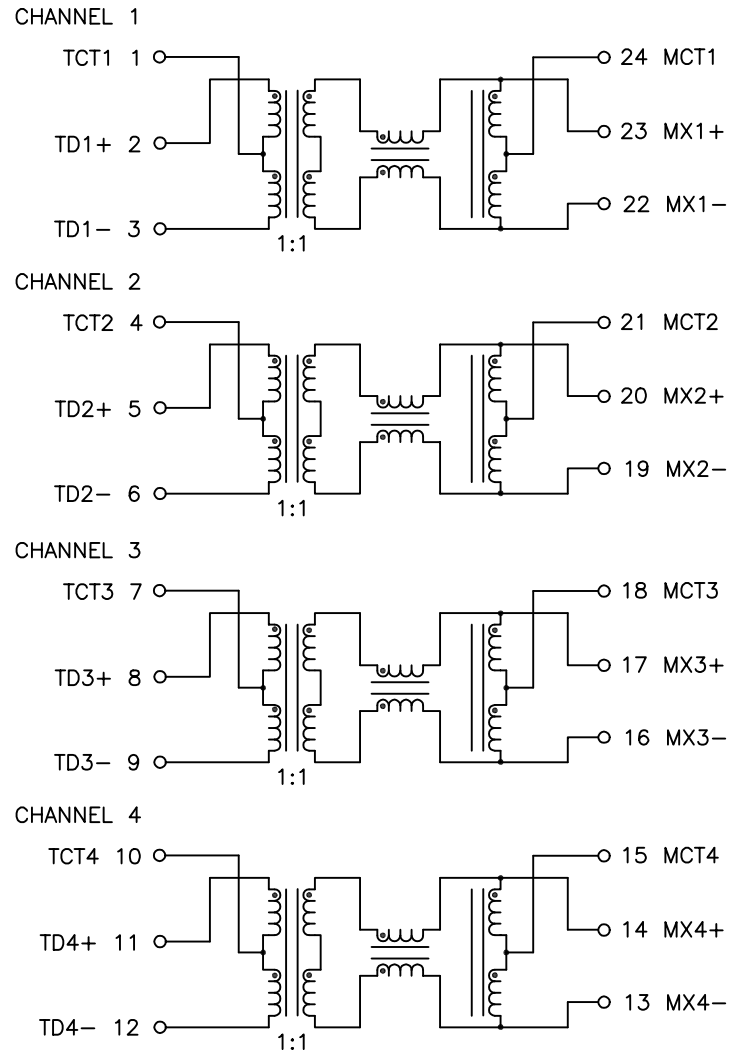 CHANNEL 1
TCT1 1
24 MCT1
TD1+ 2
23 MX1+
22 MX1−
TD1− 3
1:1
CHANNEL 2
TCT2 4
21 MCT2
TD2+ 5
20 MX2+
19 MX2−
TD2− 6
1:1
CHANNEL 3
TCT3 7
18 MCT3
TD3+ 8
17 MX3+
16 MX3−
TD3− 9
1:1
CHANNEL 4
TCT4 10
15 MCT4
TD4+ 11
14 MX4+
13 MX4−
TD4− 12
1:1